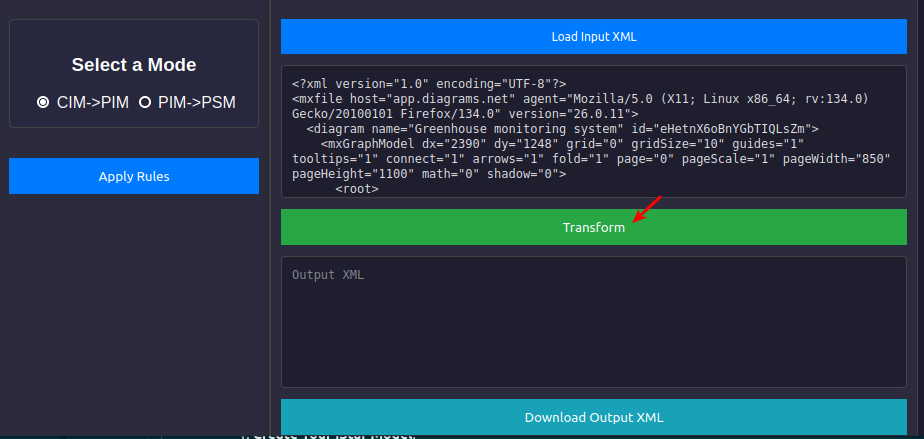 Select a Mode
CIM->PIM PIM->PSM
Apply Rules
Load Input XML
<?xml version="1.0" encoding="UTF-8"?>
<mxfile host="app.diagrams.net" agent="Mozilla/5.0 (X11; Linux x86_64; rv:134.0)
Gecko/20100101 Firefox/134.0" version="26.0.11">
<diagram name="Greenhouse monitoring system" id="eHetnX6oBnYGbTIQLsZm">
<mxGraphModel dx="2390" dy="1248" grid="0" gridSize="10" guides="1"
tooltips="1" connect="1" arrows="1" fold="1" page="0" pageScale="1" pageWidth="850"
pageHeight="1100" math="0" shadow="0">
<root>
Transform
Output XML
Download Output XML